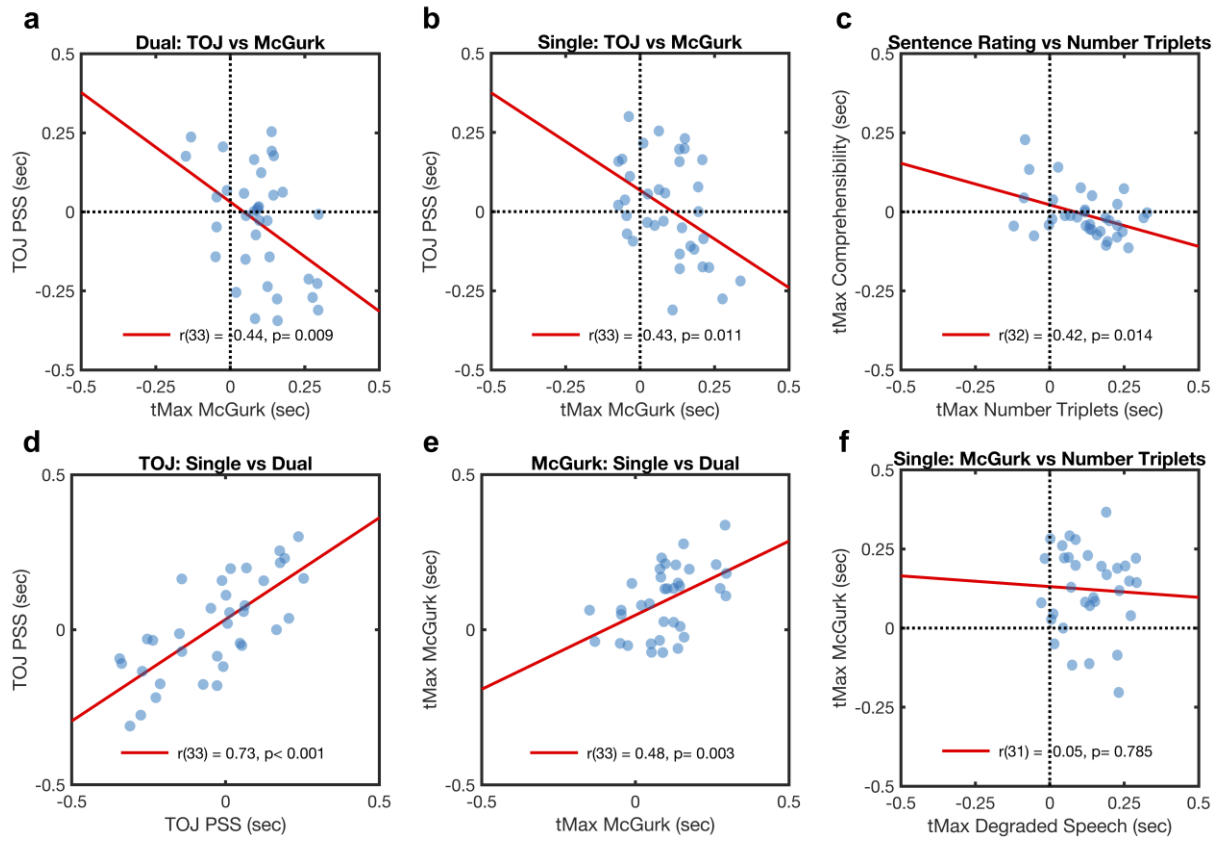 a
Dual: TOJ vs McGurk
0.5
0.25
0
-0.25
-0.5
TOJ PSS (sec)
r(33) = -0.44, p= 0.009
-0.5 -0.25 0 0.25 0.5
tMax McGurk (sec)
b
Single: TOJ vs McGurk
0.5
0.25
0
-0.25
-0.5
TOJ PSS (sec)
r(33) = -0.43, p= 0.011
-0.5 -0.25 0 0.25 0.5
tMax McGurk (sec)
c
Sentence Rating vs Number Triplets
0.5
0.25
0
-0.25
-0.5
tMax Comprehensibility (sec)
r(32) = -0.42, p= 0.014
-0.5 -0.25 0 0.25 0.5
tMax Number Triplets (sec)
d
TOJ: Single vs Dual
0.5
0
-0.5
TOJ PSS (sec)
r(33) = 0.73, p< 0.001
-0.5 0 0.5
TOJ PSS (sec)
e
McGurk: Single vs Dual
0.5
0
-0.5
tMax McGurk (sec)
r(33) = 0.48, p= 0.003
-0.5 0 0.5
tMax McGurk (sec)
f
Single: McGurk vs Number Triplets
0.5
0.25
0
-0.25
-0.5
tMax McGurk (sec)
r(31) = -0.05, p= 0.785
-0.5 -0.25 0 0.25 0.5
tMax Degraded Speech (sec)